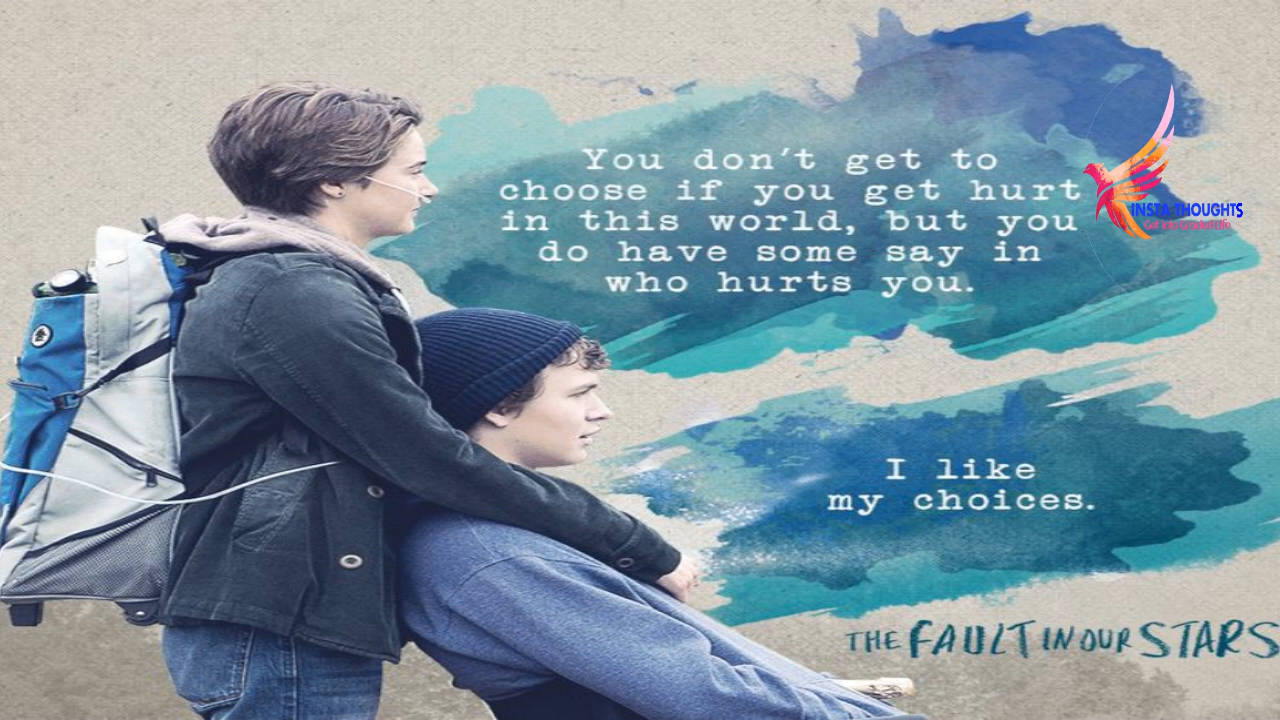 You don't get to
choose if you get hurt
in this world, but you
do have some say in
who hurts you.
INSTA THOUGHTS
I like
my choices.
THE FAULT IN OUR STARS